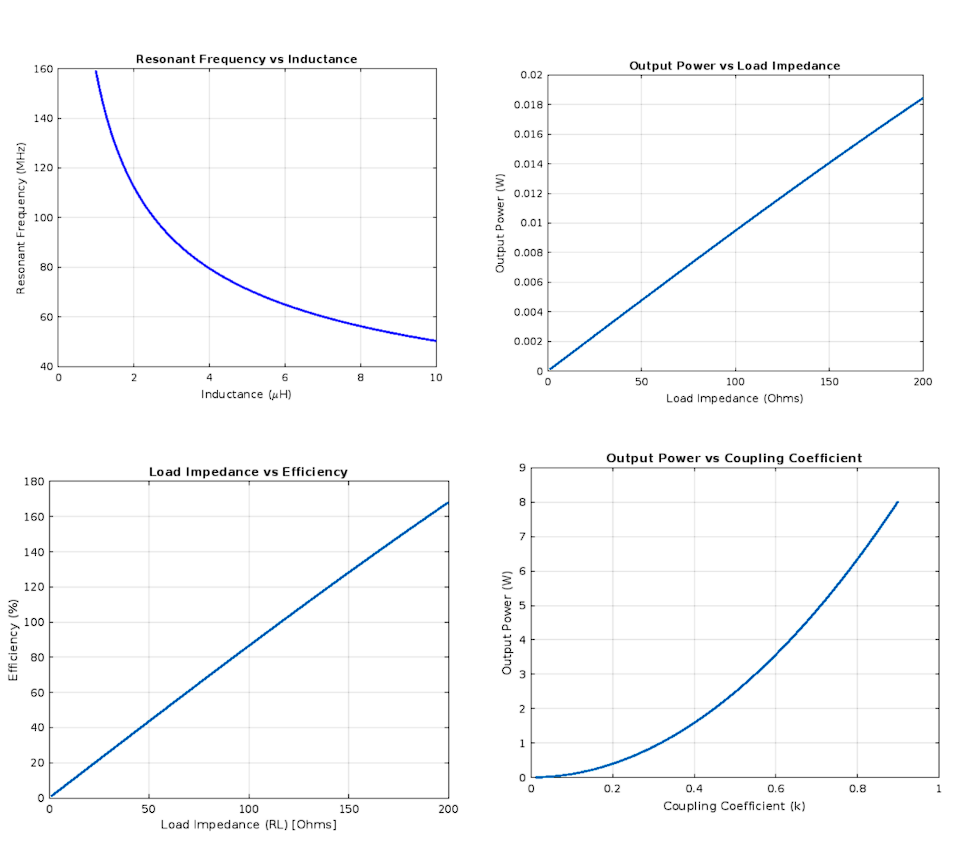 Resonant Frequency vs Inductance
160
140
120
100
80
60
40
0 2 4 6 8 10
Resonant Frequency (MHz)
Inductance (μH)
Output Power vs Load Impedance
0.02
0.018
0.016
0.014
0.012
0.01
0.008
0.006
0.004
0.002
0
0 50 100 150 200
Output Power (W)
Load Impedance (Ohms)
Load Impedance vs Efficiency
180
160
140
120
100
80
60
40
20
0
0 50 100 150 200
Efficiency (%)
Load Impedance (RL) [Ohms]
Output Power vs Coupling Coefficient
9
8
7
6
5
4
3
2
1
0
0 0.2 0.4 0.6 0.8 1
Output Power (W)
Coupling Coefficient (k)